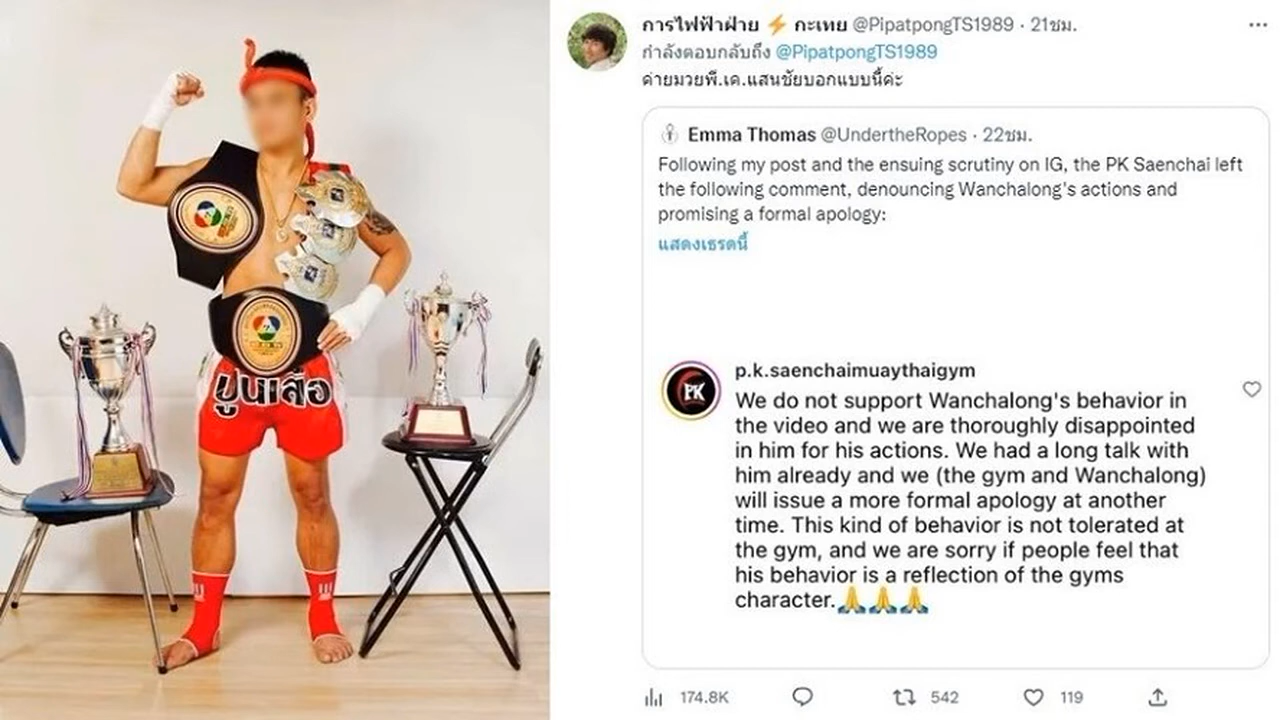 ปูนเสือ
7
การไฟฟ้าฝ่าย ⚡ กะเทย @PipatpongTS1989 · 21ชม.
กำลังตอบกลับถึง @PipatpongTS1989
ค่ายมวยพี.เค.แสนชัยบอกแบบนี้ค่ะ
Emma Thomas @UndertheRopes · 22ชม.
Following my post and the ensuing scrutiny on IG, the PK Saenchai left
the following comment, denouncing Wanchalong's actions and
promising a formal apology:
แสดงเธรดนี้
PK
p.k.saenchaimuaythaigym
We do not support Wanchalong's behavior in
the video and we are thoroughly disappointed
in him for his actions. We had a long talk with
him already and we (the gym and Wanchalong)
will issue a more formal apology at another
time. This kind of behavior is not tolerated at
the gym, and we are sorry if people feel that
his behavior is a reflection of the gyms
character.🙏🙏🙏
174.8K 542 119